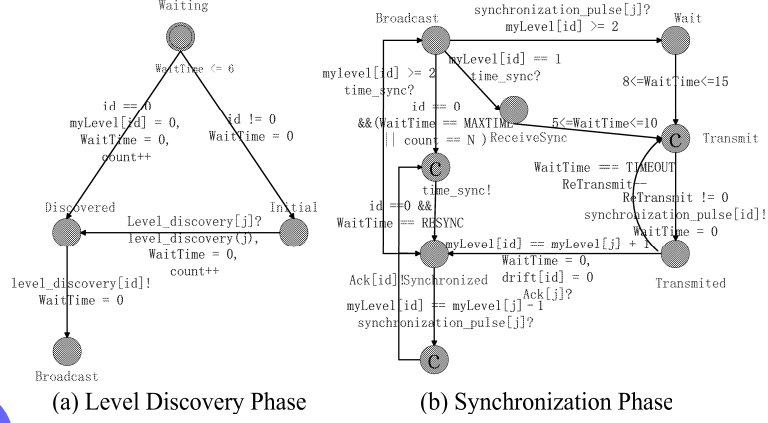 Waiting
WaitTime <= 6
id == 0
myLevel[id] = 0,
WaitTime = 0,
count++
id != 0
WaitTime = 0
Discovered
Initial
Level_discovery[j]?
level_discovery(j),
WaitTime = 0,
count++
level_discovery[id]!
WaitTime = 0
Broadcast
(a) Level Discovery Phase
Broadcast
synchronization_pulse[j]?
myLevel[id] >= 2
Wait
mylevel[id] >= 2
time_sync?
myLevel[id] == 1
time_sync?
8<=WaitTime<=15
id == 0
&&(WaitTime == MAXTIME
|| count == N )
ReceiveSync
5<=WaitTime<=10
C
Transmit
C
time_sync!
WaitTime === TIMEOUT
ReTransmit--
ReTransmit != 0
synchronization_pulse[id]!
WaitTime = 0
id ==0 &&
WaitTime == RESYNC
myLevel[id] == myLevel[j] + 1
WaitTime = 0,
drift[id] = 0
Ack[j]?
Transmited
Ack[id]!
Synchronized
myLevel[id] == myLevel[j]-1
synchronization_pulse[j]?
C
(b) Synchronization Phase